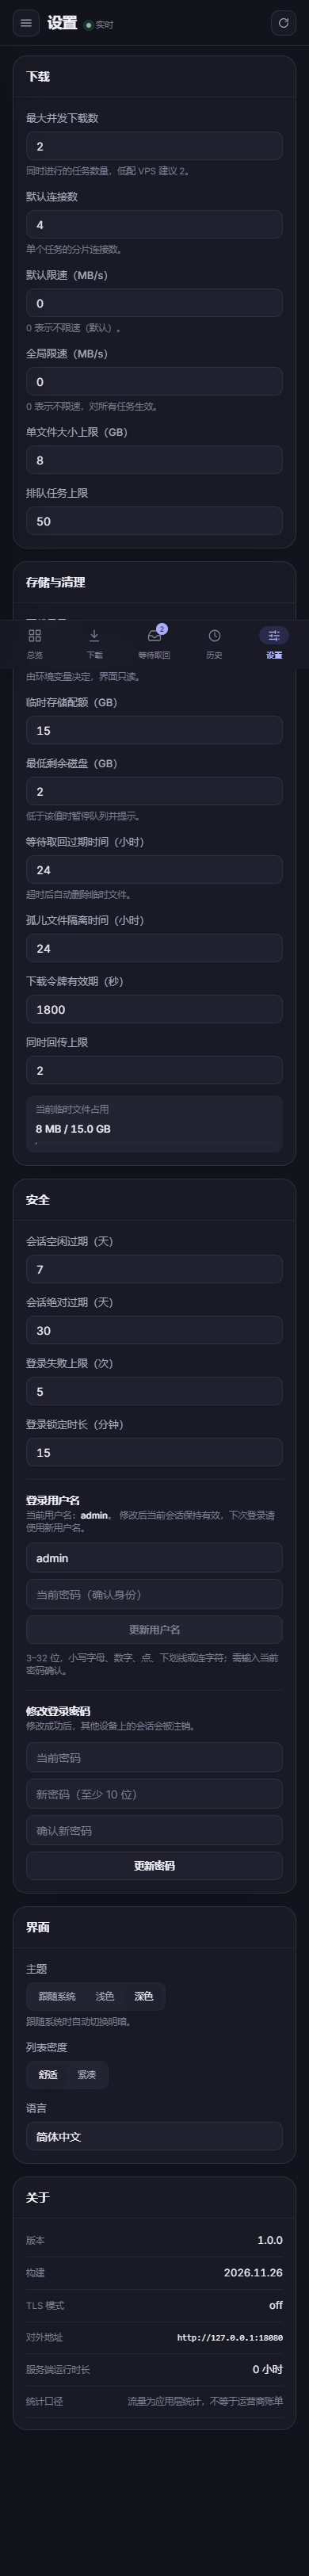 设置
实时
下载
最大并发下载数
2
同时进行的任务数量，低配 VPS 建议 2。
默认连接数
4
单个任务的分片连接数。
默认限速（MB/s）
0
0 表示不限速（默认）。
全局限速（MB/s）
0
0 表示不限速，对所有任务生效。
单文件大小上限（GB）
8
排队任务上限
50
存储与清理
2
总览
下载
等待取回
历史
设置
由环境变量决定，界面只读。
临时存储配额（GB）
15
最低剩余磁盘（GB）
2
低于该值时暂停队列并提示。
等待取回过期时间（小时）
24
超时后自动删除临时文件。
孤儿文件隔离时间（小时）
24
下载令牌有效期（秒）
1800
同时回传上限
2
当前临时文件占用
8 MB / 15.0 GB
安全
会话空闲过期（天）
7
会话绝对过期（天）
30
登录失败上限（次）
5
登录锁定时长（分钟）
15
登录用户名
当前用户名：admin。 修改后当前会话保持有效，下次登录请
使用新用户名。
admin
当前密码（确认身份）
更新用户名
3–32 位，小写字母、数字、点、下划线或连字符；需输入当前
密码确认。
修改登录密码
修改成功后，其他设备上的会话会被注销。
当前密码
新密码（至少 10 位）
确认新密码
更新密码
界面
主题
跟随系统 浅色 深色
跟随系统时自动切换明暗。
列表密度
舒适 紧凑
语言
简体中文
关于
版本 1.0.0
构建 2026.11.26
TLS 模式 off
对外地址 http://127.0.0.1:18080
服务端运行时长 0 小时
统计口径 流量为应用层统计，不等于运营商账单